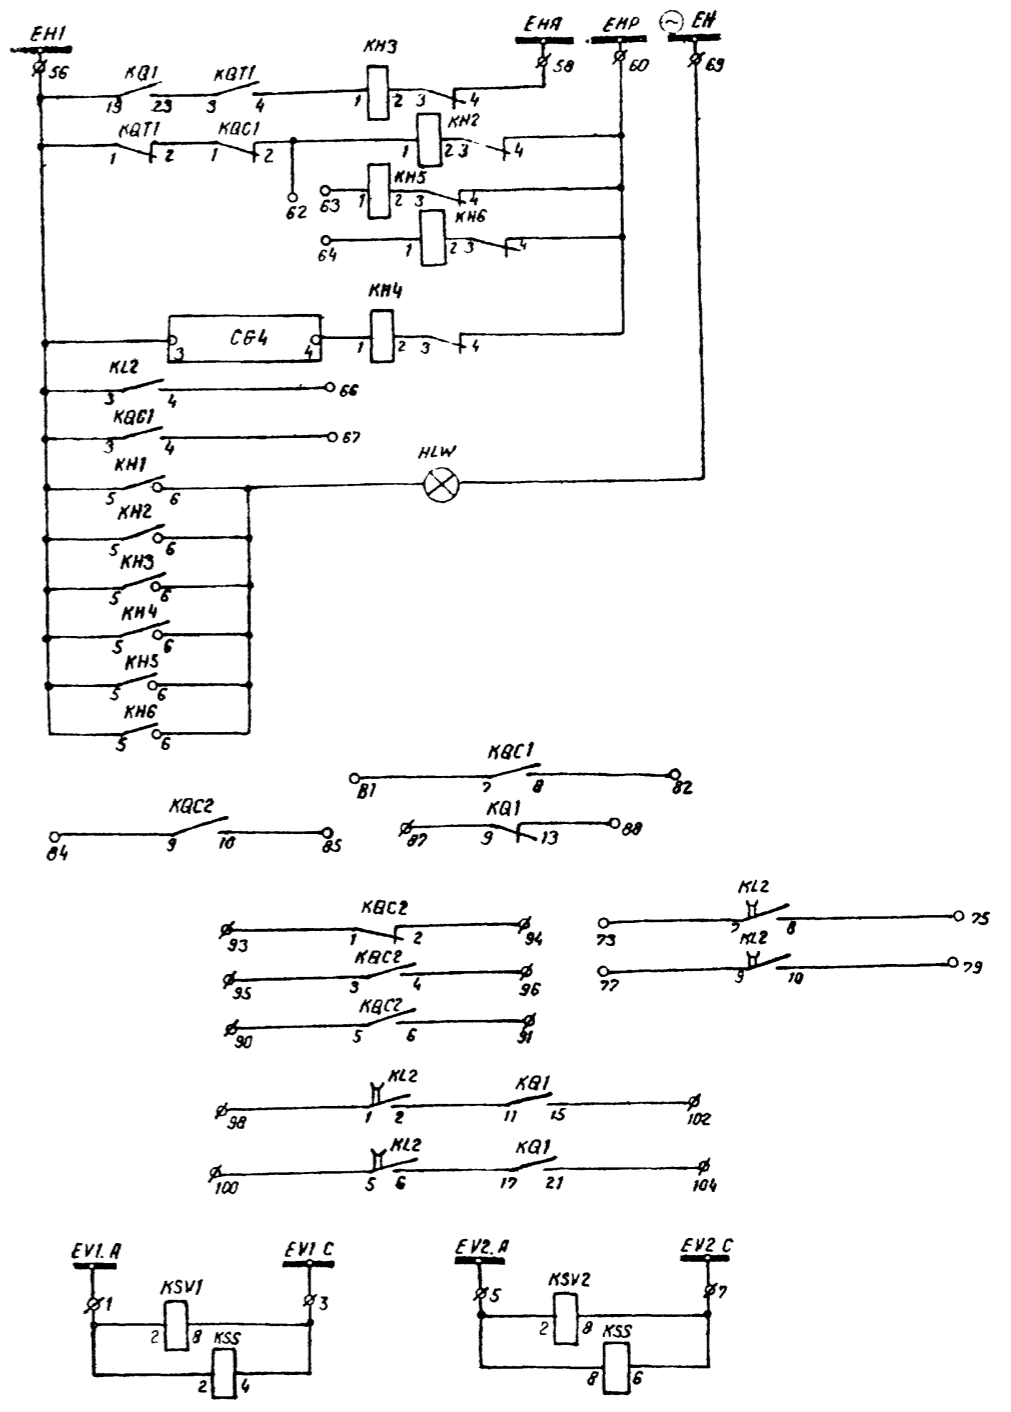 EH1 EHA EHP ~ EH
56 58 60 69
KQ1 KQT1 KH3
19 23 3 4 1 2 3 4
KQT1 KQC1 KH2
1 2 1 2 1 2 3 4
62 63 KH5
1 2 3 4
64 KH6
1 2 3 4
CG4 KH4
3 4 1 2 3 4
KL2
3 4 66
KQC1
3 4 67
KH1 HLW
5 6
KH2
5 6
KH3
5 6
KH4
5 6
KH5
5 6
KH6
5 6
KQC1
81 7 8 82
KQC2
84 9 10 85
KQ1
87 9 13 88
KQC2
93 1 2 94
KL2
73 7 8 75
KQC2
95 3 4 96
KL2
77 9 10 79
KQC2
90 5 6 91
KL2 KQ1
98 1 2 11 15 102
KL2 KQ1
100 5 6 17 21 104
EV1.A EV1 C
1 3
KSV1
2 8
KSS
2 4
EV2.A EV2 C
5 7
KSV2
2 8
KSS
8 6